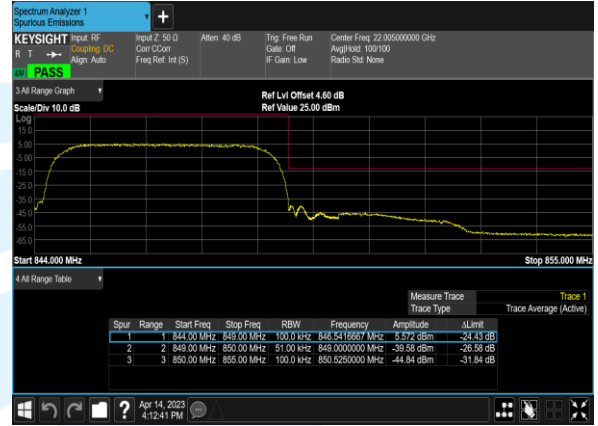 Spectrum Analyzer 1
Spurious Emissions
KEYSIGHT Input: RF Input Z: 50 Ω Atten: 40 dB Trig: Free Run Center Freq: 22.005000000 GHz
R T Coupling: DC Corr CCorr Gate: Off Avg|Hold: 100/100
Align: Auto Freq Ref: Int (S) IF Gain: Low Radio Std: None
LW PASS
3 All Range Graph
Ref Lvl Offset 4.60 dB
Scale/Div 10.0 dB Ref Value 25.00 dBm
Log
15.0
5.00
-5.00
-15.0
-25.0
-35.0
-45.0
-55.0
-65.0
Start 844.000 MHz Stop 855.000 MHz
4 All Range Table
Measure Trace Trace 1
Trace Type Trace Average (Active)
Spur Range Start Freq Stop Freq RBW Frequency Amplitude ΔLimit
1 1 844.00 MHz 849.00 MHz 100.0 kHz 846.5416667 MHz 5.572 dBm -24.43 dB
2 2 849.00 MHz 850.00 MHz 51.00 kHz 849.0000000 MHz -39.58 dBm -26.58 dB
3 3 850.00 MHz 855.00 MHz 100.0 kHz 850.5250000 MHz -44.84 dBm -31.84 dB
? Apr 14, 2023
4:12:41 PM